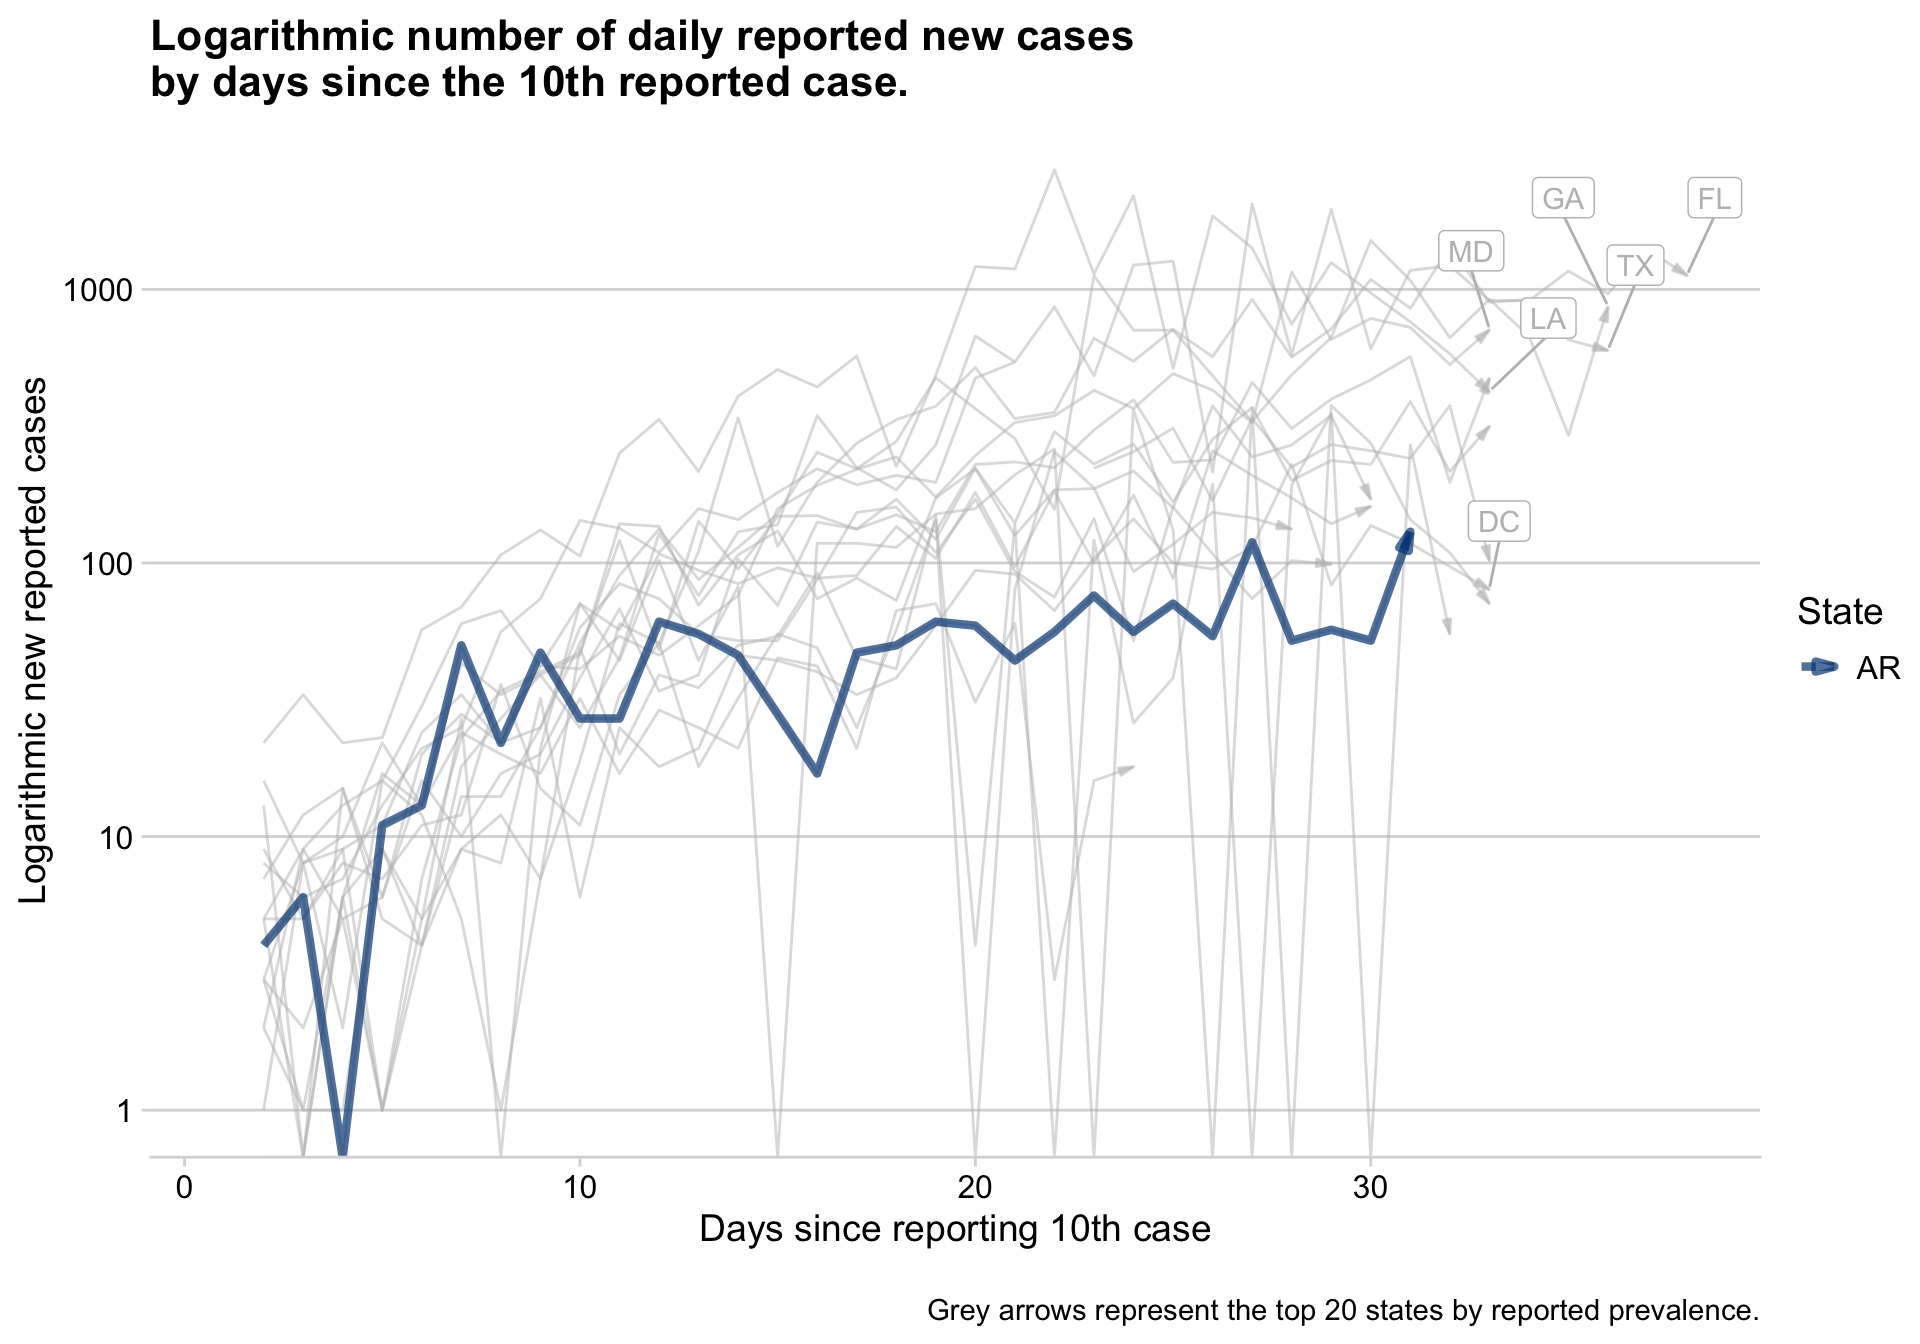 Logarithmic number of daily reported new cases
by days since the 10th reported case.
GA
FL
MD
TX
LA
DC
1000
100
10
1
Logarithmic new reported cases
0
10
20
30
Days since reporting 10th case
State
AR
Grey arrows represent the top 20 states by reported prevalence.